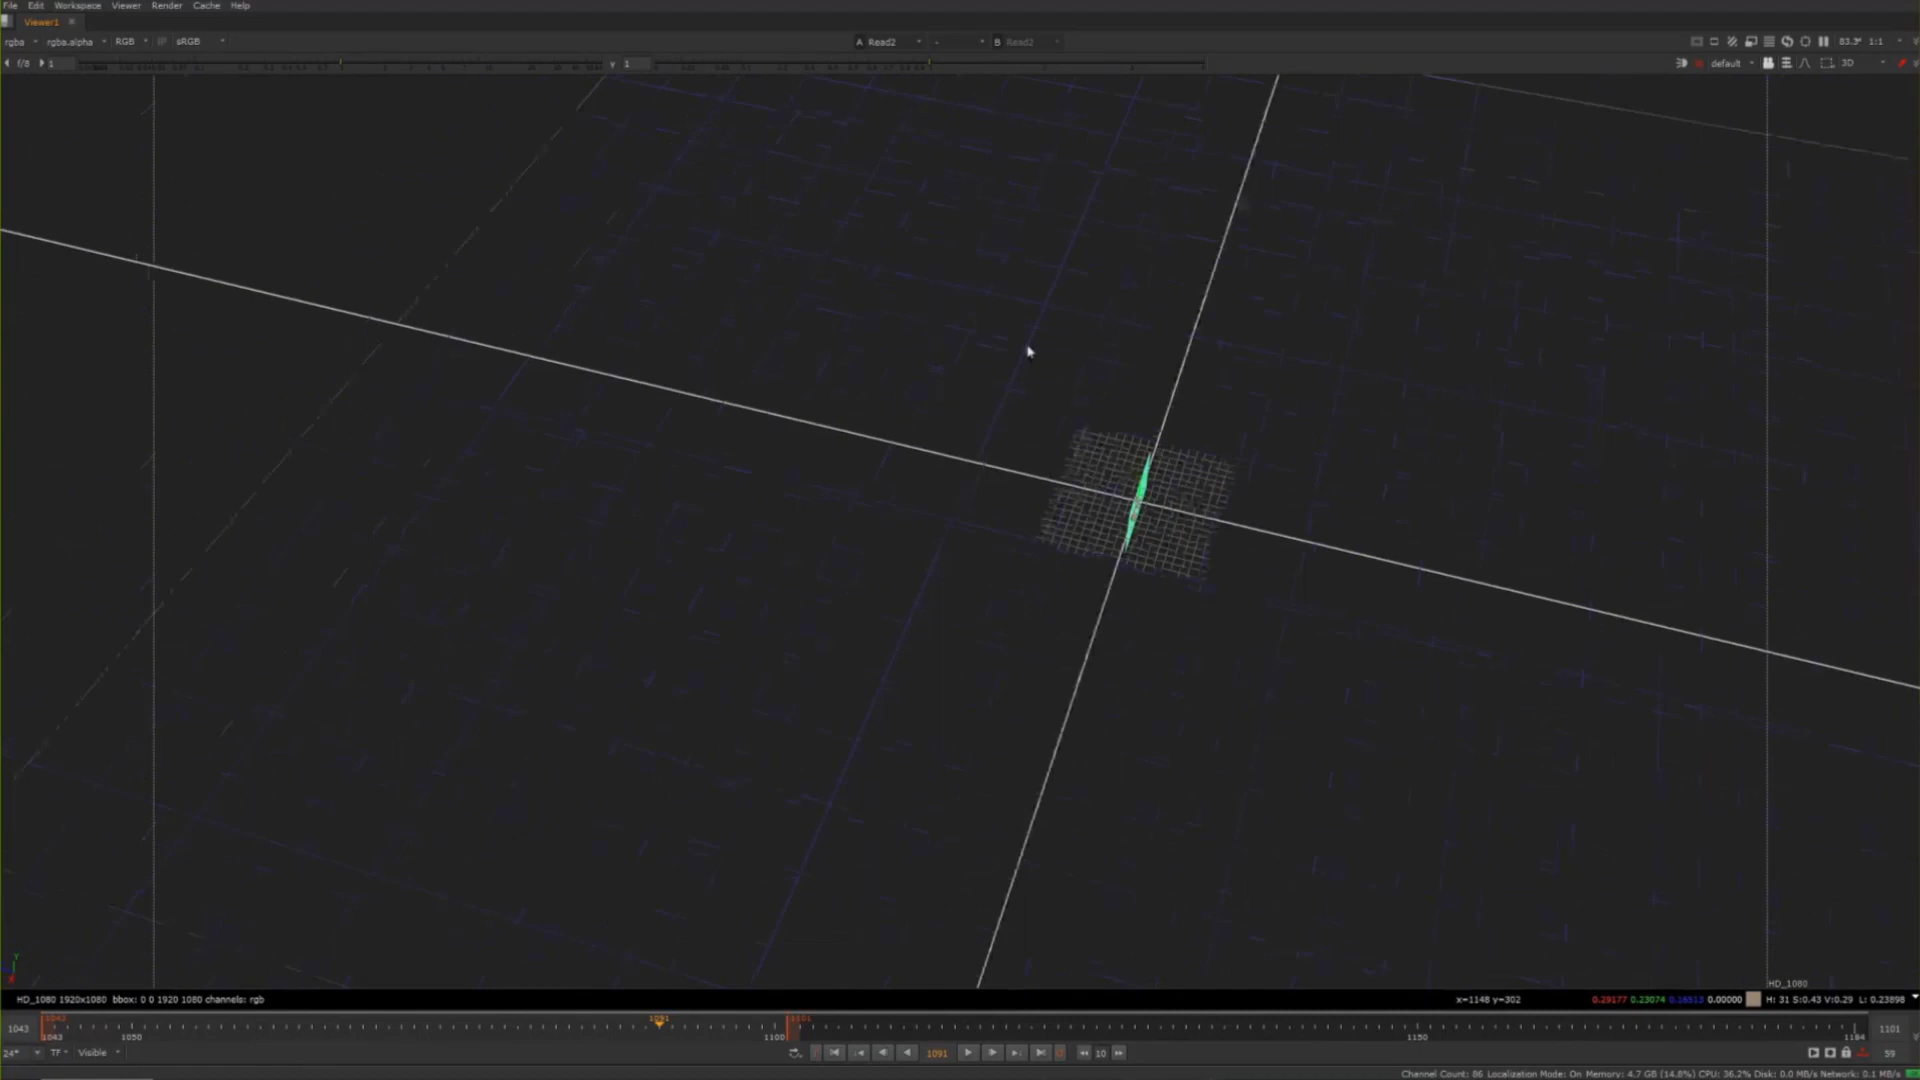 File Edit Workspace Viewer Render Cache Help
Viewer1
rgba rgba.alpha RGB IP sRGB A Read2 - B Read2 83.3* 1:1
f/8 1 Y 1 default 3D
HD_1080
Y
X
HD_1080 1920x1080 bbox: 0 0 1920 1080 channels: rgb x=1148 y=302 0.29177 0.23074 0.16513 0.00000 H: 31 S:0.43 V:0.29 L: 0.23898
1043 1043 1091 1101 1101
1043 1050 1100 1150 1184
24* TF Visible 1091 10 59
Channel Count: 86 Localization Mode: On Memory: 4.7 GB (14.8%) CPU: 36.2% Disk: 0.0 MB/s Network: 0.1 MB/s